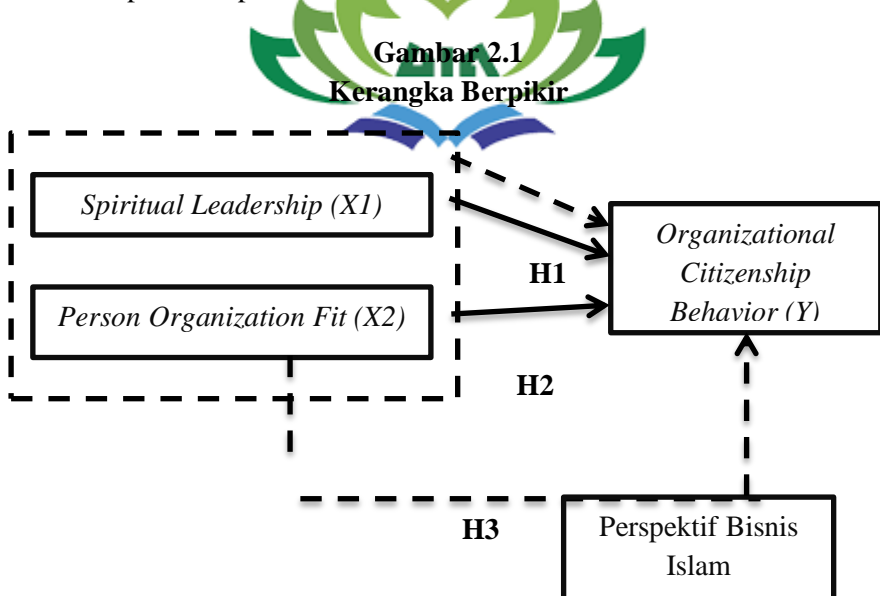 Gambar 2.1
Kerangka Berpikir
Spiritual Leadership (X1)
Person Organization Fit (X2)
Organizational
Citizenship
Behavior (Y)
H1
H2
H3
Perspektif Bisnis
Islam